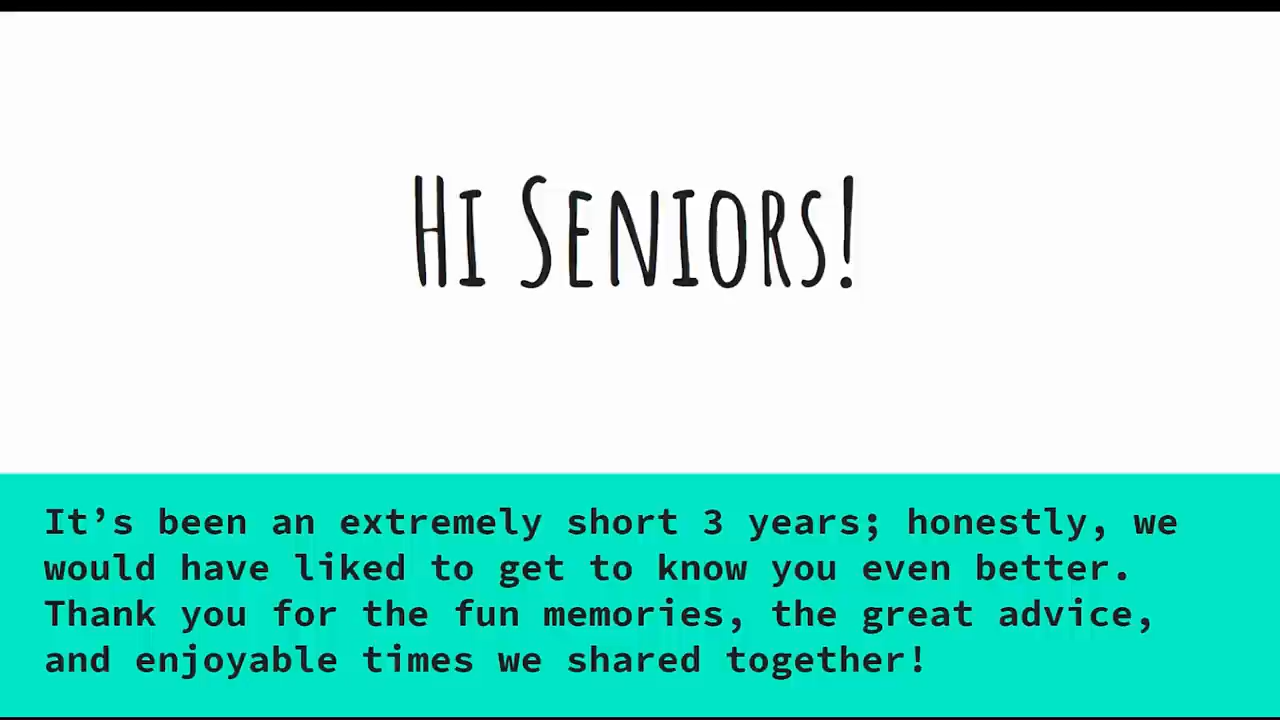 Hi Seniors!
It’s been an extremely short 3 years; honestly, we
would have liked to get to know you even better.
Thank you for the fun memories, the great advice,
and enjoyable times we shared together!